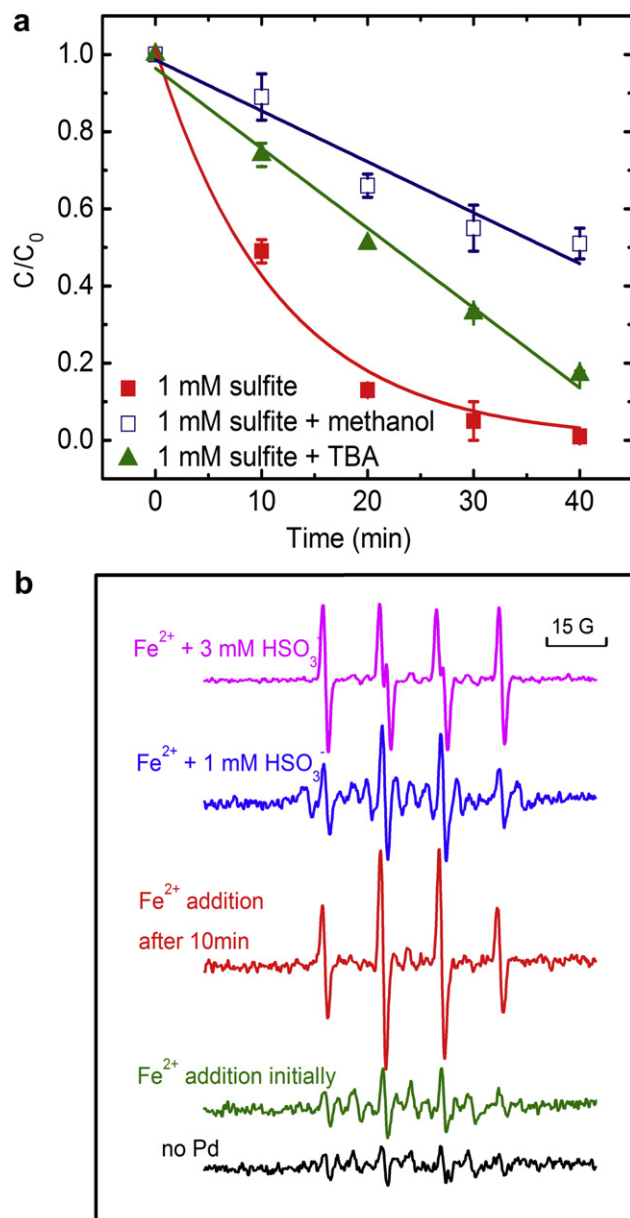 a
1.0
0.8
0.6
0.4
0.2
0.0
C/C₀
1 mM sulfite
1 mM sulfite + methanol
1 mM sulfite + TBA
0 10 20 30 40
Time (min)
b
15 G
Fe²⁺ + 3 mM HSO₃⁻
Fe²⁺ + 1 mM HSO₃⁻
Fe²⁺ addition
after 10min
Fe²⁺ addition initially
no Pd